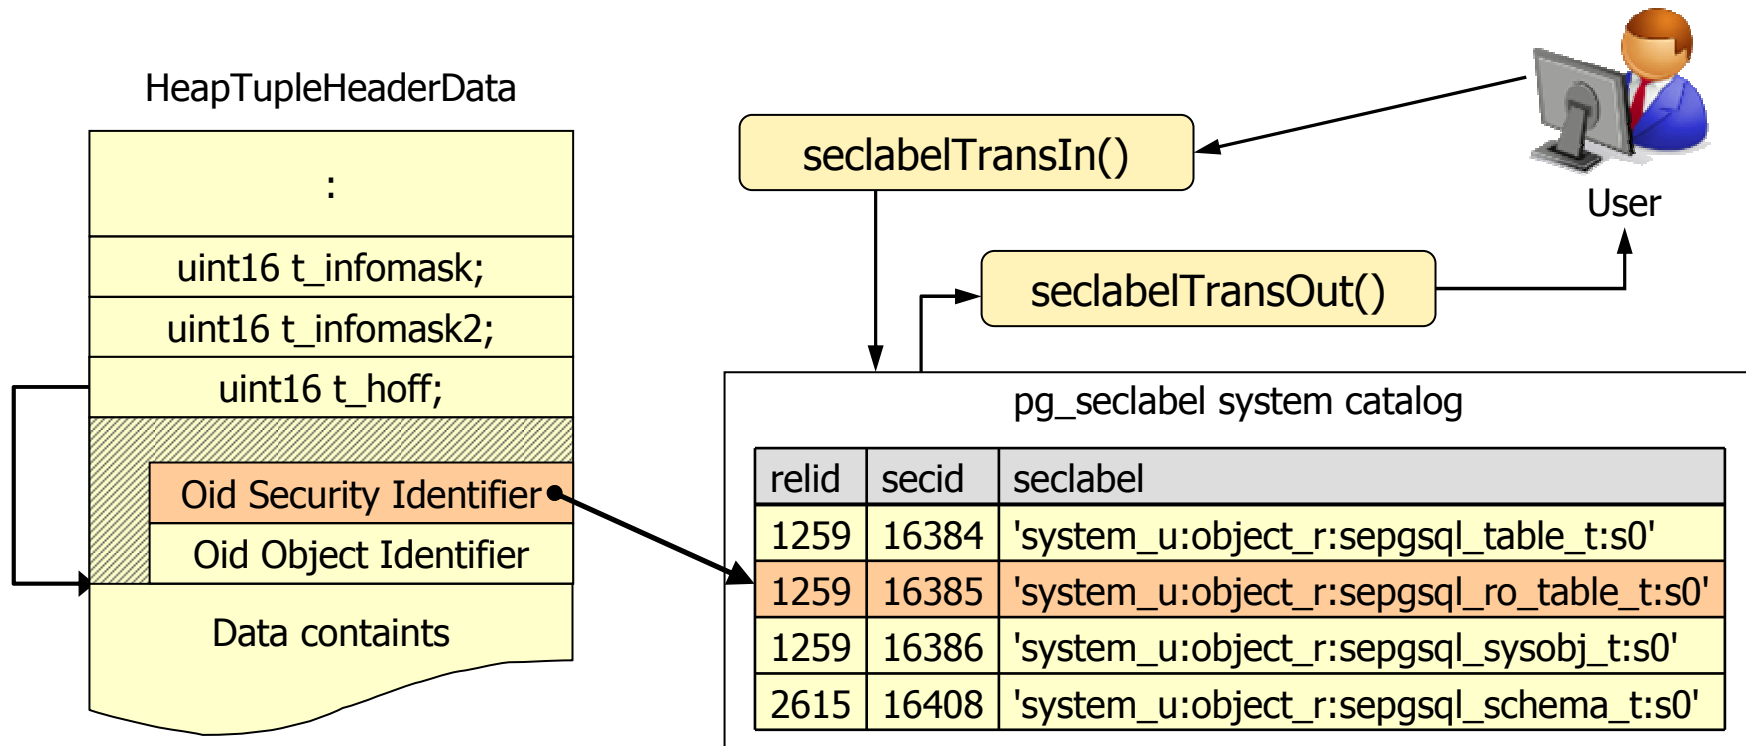 HeapTupleHeaderData
:
uint16 t_infomask;
uint16 t_infomask2;
uint16 t_hoff;
Oid Security Identifier
Oid Object Identifier
Data containts
seclabelTransIn()
User
seclabelTransOut()
pg_seclabel system catalog
relid secid seclabel
1259 16384 'system_u:object_r:sepgsql_table_t:s0'
1259 16385 'system_u:object_r:sepgsql_ro_table_t:s0'
1259 16386 'system_u:object_r:sepgsql_sysobj_t:s0'
2615 16408 'system_u:object_r:sepgsql_schema_t:s0'